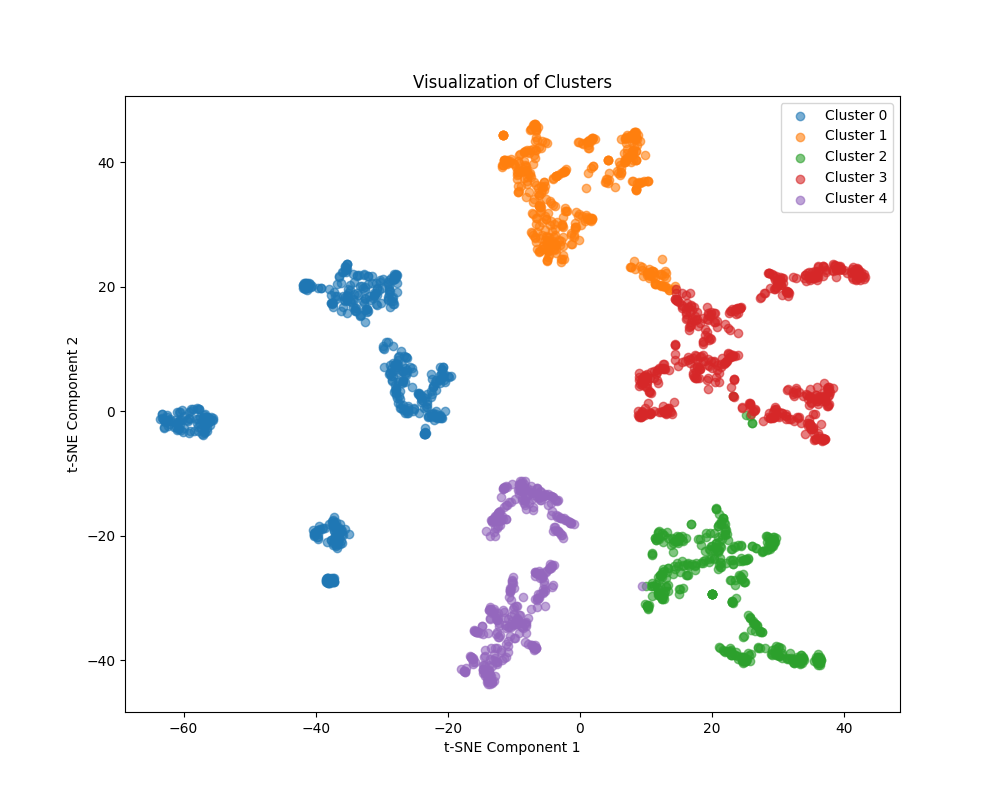 Visualization of Clusters
Cluster 0
Cluster 1
Cluster 2
Cluster 3
Cluster 4
40
20
0
−20
−40
t-SNE Component 2
−60
−40
−20
0
20
40
t-SNE Component 1